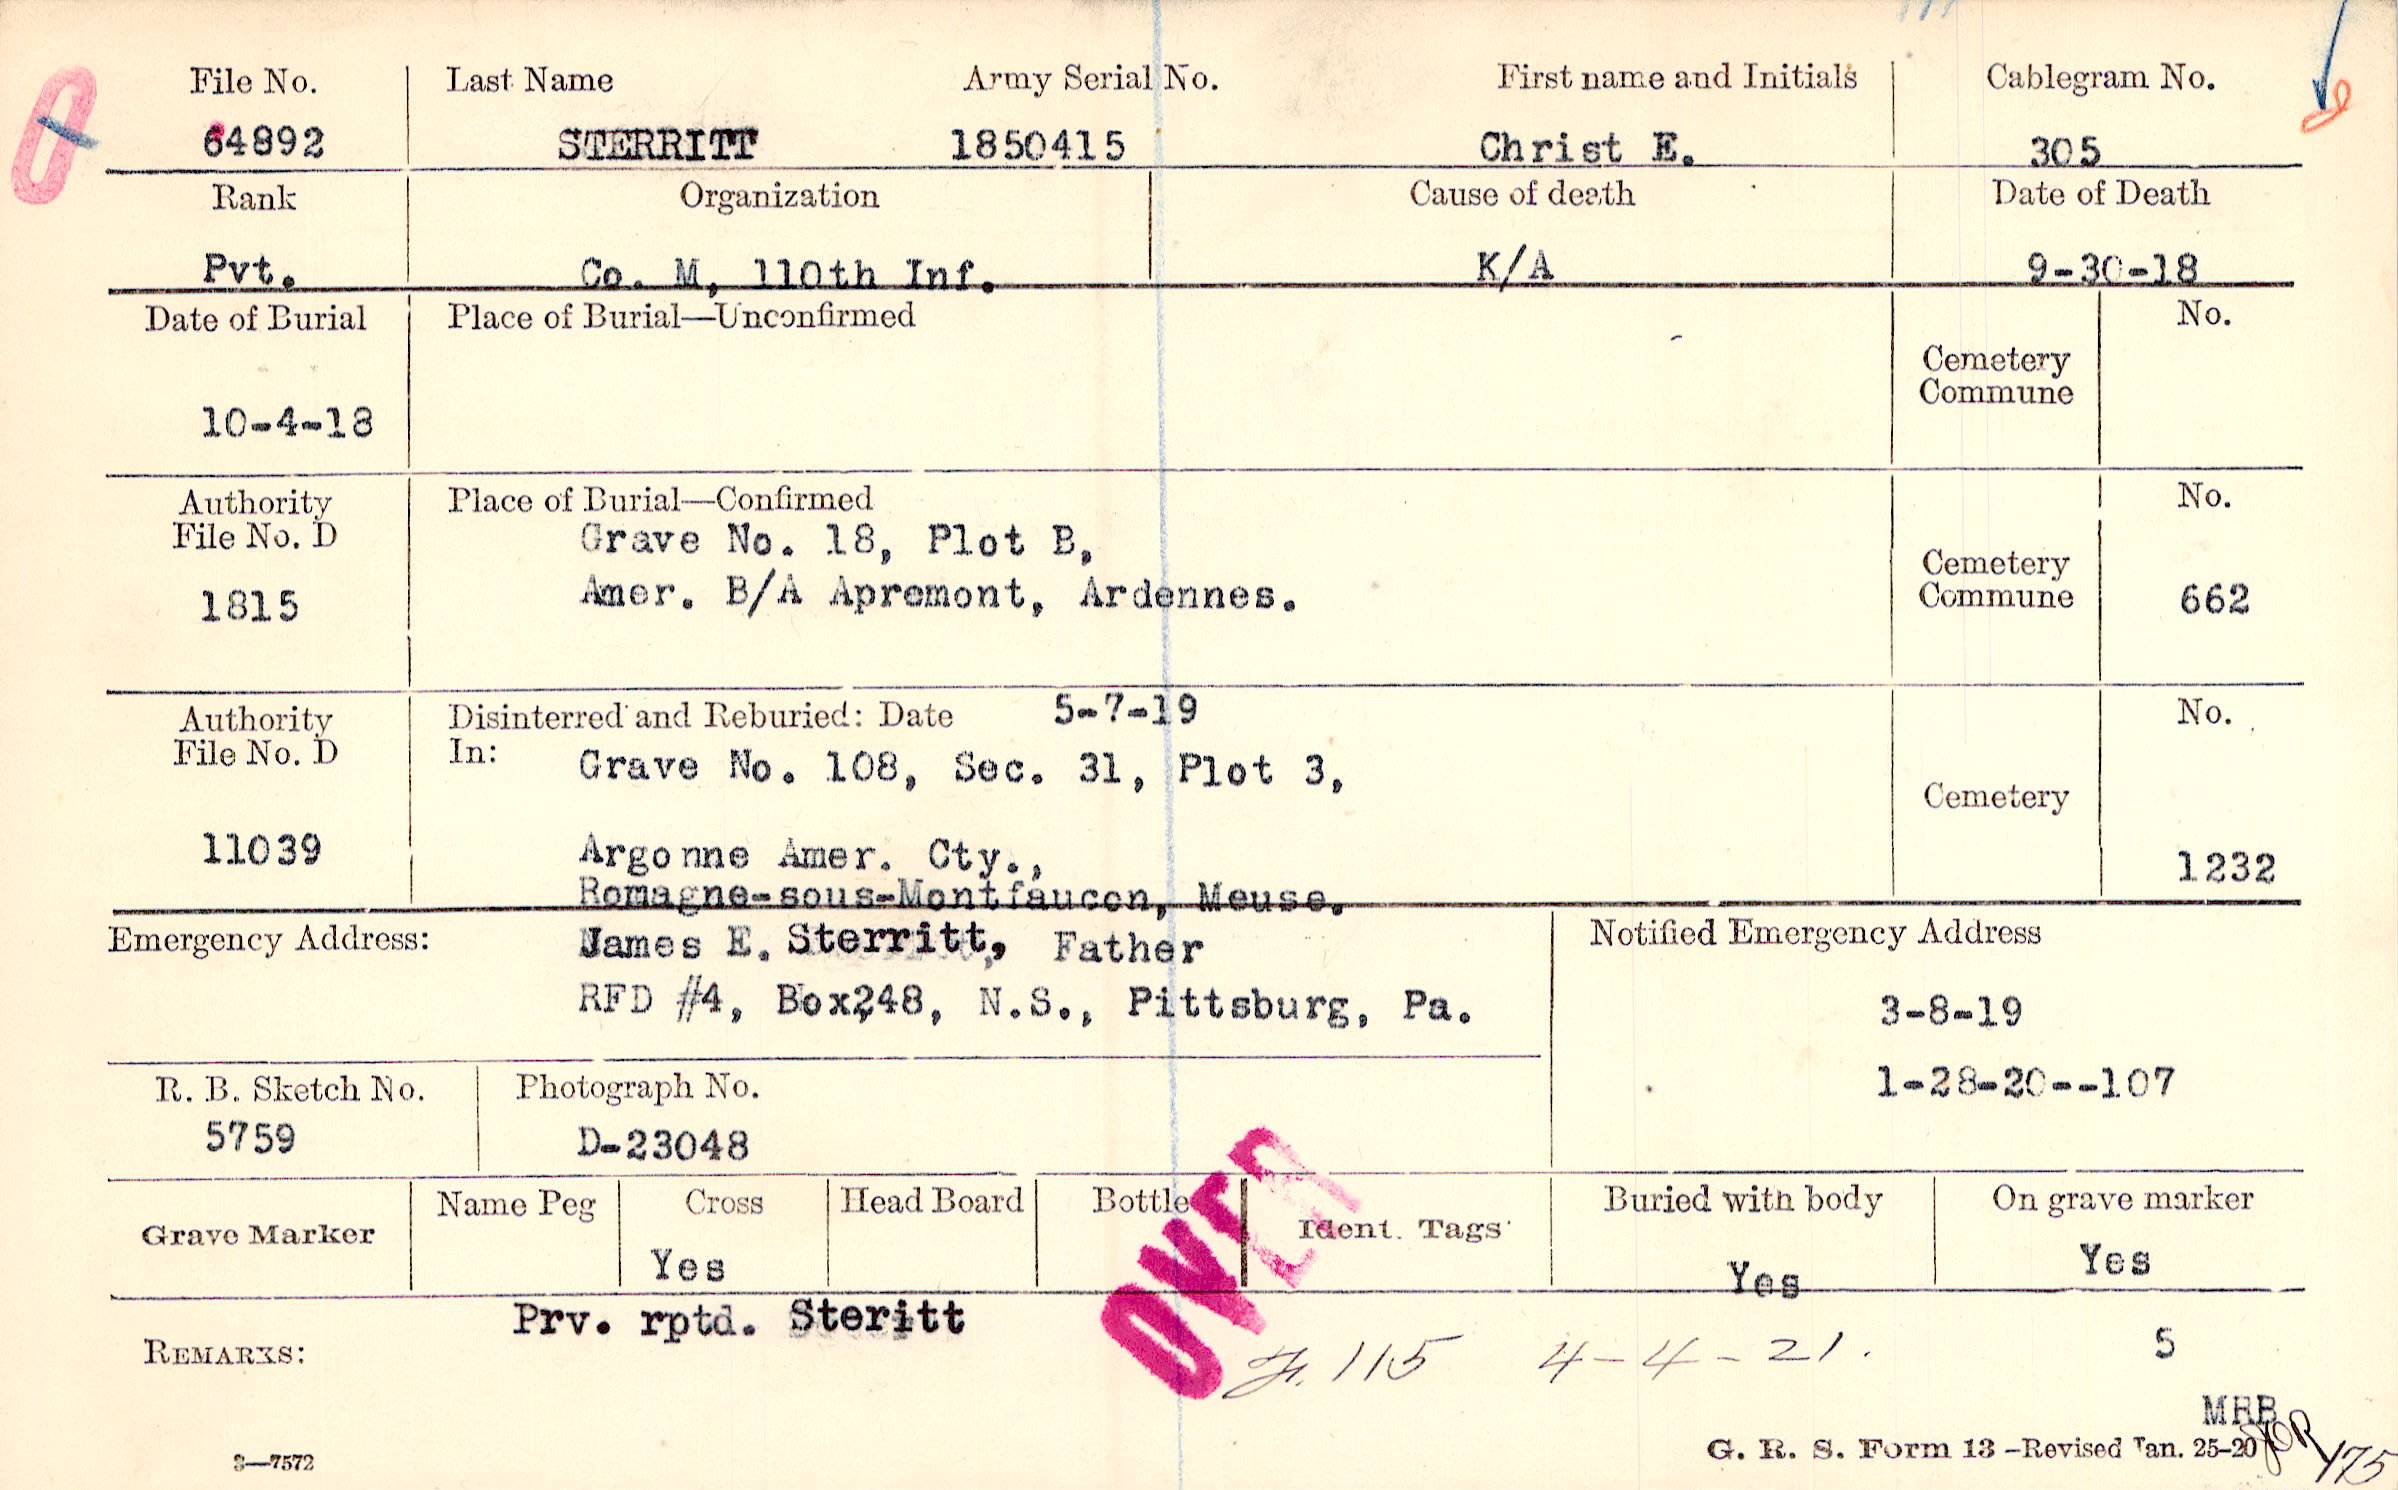 File No. Last Name Army Serial No. First name and Initials Cablegram No.
64892 STERRITT 1850415 Christ E. 305
Rank Organization Cause of death Date of Death
Pvt. Co. M, 110th Inf. K/A 9-30-18
Date of Burial Place of Burial—Unconfirmed No.
Cemetery
Commune
10-4-18
Authority Place of Burial—Confirmed No.
File No. D Grave No. 18, Plot B,
Cemetery
1815 Amer. B/A Apremont, Ardennes. Commune 662
Authority Disinterred and Reburied: Date 5-7-19 No.
File No. D In: Grave No. 108, Sec. 31, Plot 3,
Cemetery
11039 Argonne Amer. Cty., 1232
Romagne-sous-Montfaucon, Meuse.
Emergency Address: James E. Sterritt, Father Notified Emergency Address
RFD #4, Box248, N.S., Pittsburg, Pa. 3-8-19
1-28-20--107
R. B. Sketch No. Photograph No.
5759 D-23048
Grave Marker Name Peg Cross Head Board Bottle Ident. Tags Buried with body On grave marker
Yes Yes Yes
OVER
Prv. rptd. Steritt
REMARKS: 115 4-4-21. 5
MRB
3—7572 G. R. S. Form 13—Revised Jan. 25-20
175